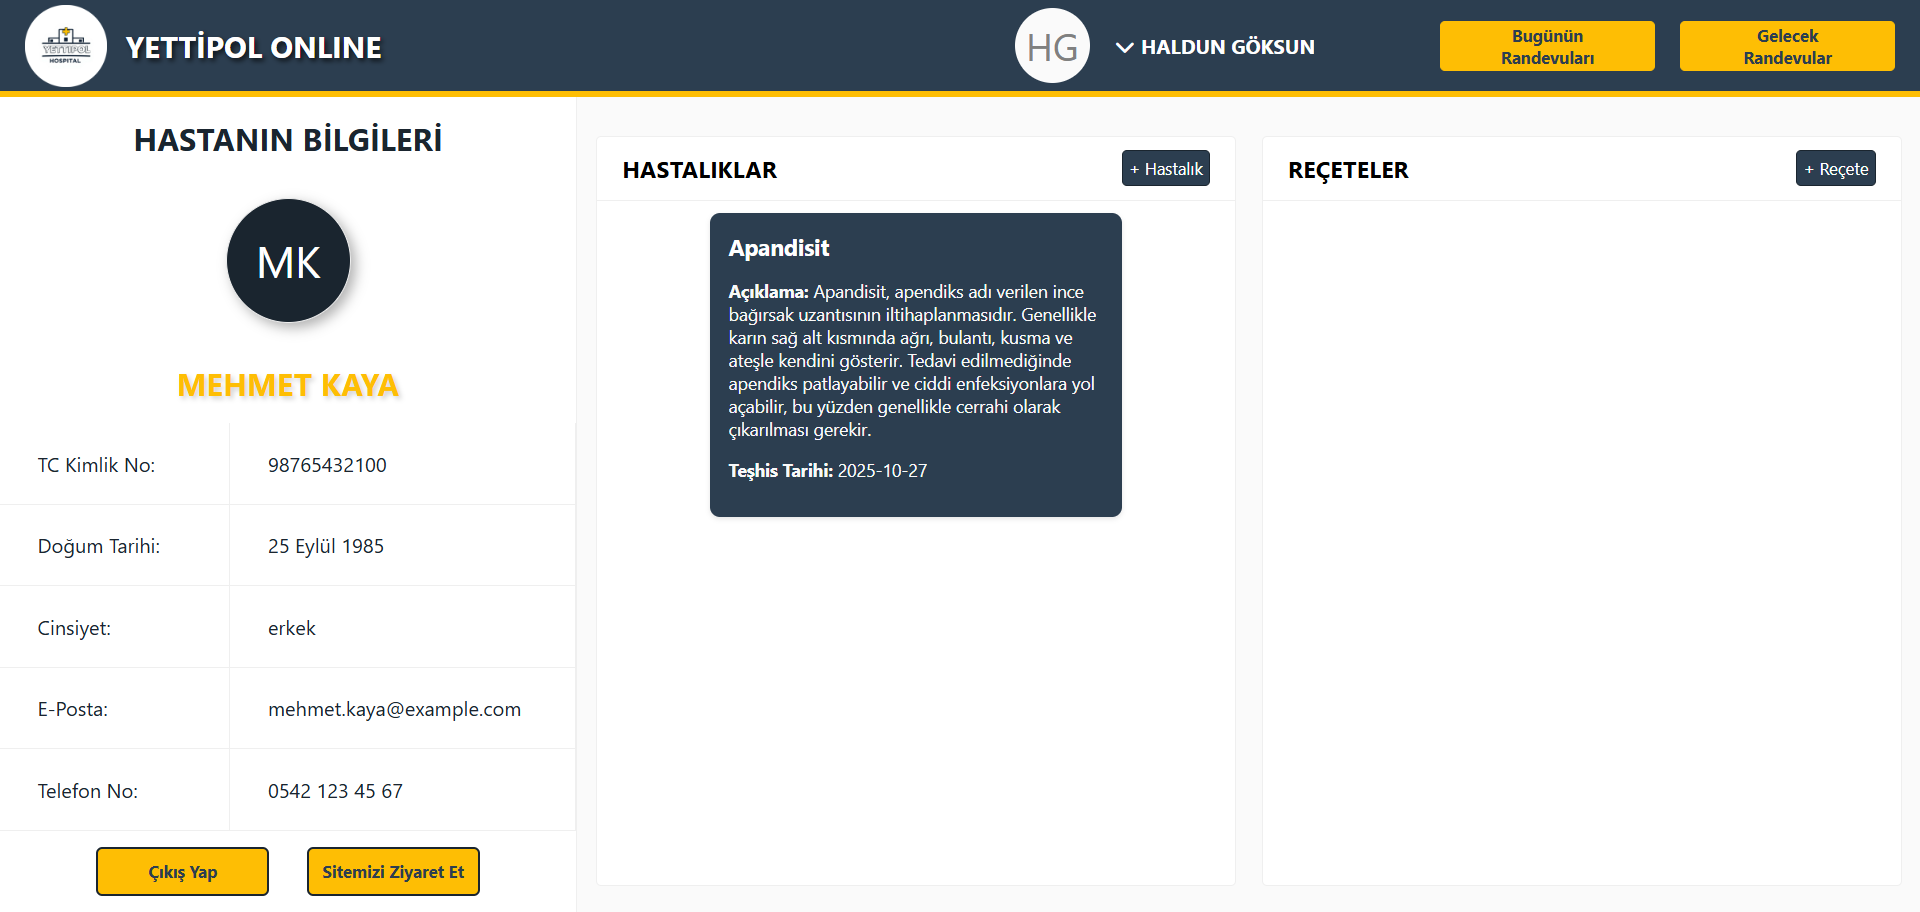 YETTİPOL
HOSPITAL
YETTİPOL ONLINE
HG
HALDUN GÖKSUN
Bugünün
Randevuları
Gelecek
Randevular
HASTANIN BİLGİLERİ
MK
MEHMET KAYA
TC Kimlik No:
98765432100
Doğum Tarihi:
25 Eylül 1985
Cinsiyet:
erkek
E-Posta:
mehmet.kaya@example.com
Telefon No:
0542 123 45 67
Çıkış Yap
Sitemizi Ziyaret Et
HASTALIKLAR
+ Hastalık
Apandisit
Açıklama: Apandisit, apendiks adı verilen ince
bağırsak uzantısının iltihaplanmasıdır. Genellikle
karın sağ alt kısmında ağrı, bulantı, kusma ve
ateşle kendini gösterir. Tedavi edilmediğinde
apendiks patlayabilir ve ciddi enfeksiyonlara yol
açabilir, bu yüzden genellikle cerrahi olarak
çıkarılması gerekir.
Teşhis Tarihi: 2025-10-27
REÇETELER
+ Reçete